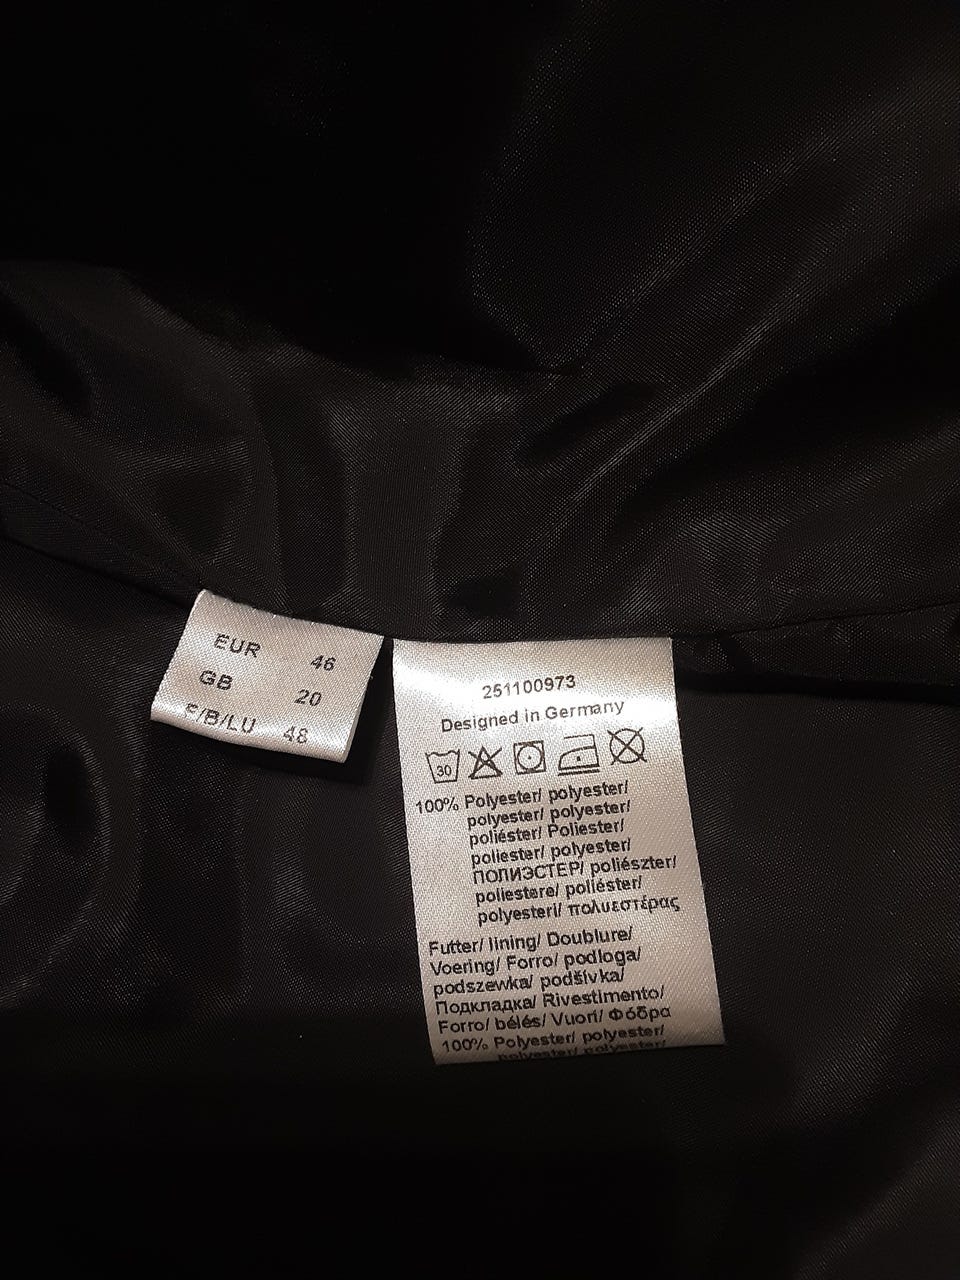 EUR 46
GB 20
F/B/LU 48
251100973
Designed in Germany
30
100% Polyester/ polyester/
polyester/ polyester/
poliéster/ Poliester/
poliester/ polyester/
ПОЛИЭСТЕР/ poliészter/
poliestere/ poliéster/
polyesteri/ πολυεστέρας
Futter/ lining/ Doublure/
Voering/ Forro/ podloga/
podszewka/ podšívka/
Подкладка/ Rivestimento/
Forro/ bélés/ Vuori/ Φόδρα
100% Polyester/ polyester/
polyester/ polyester/